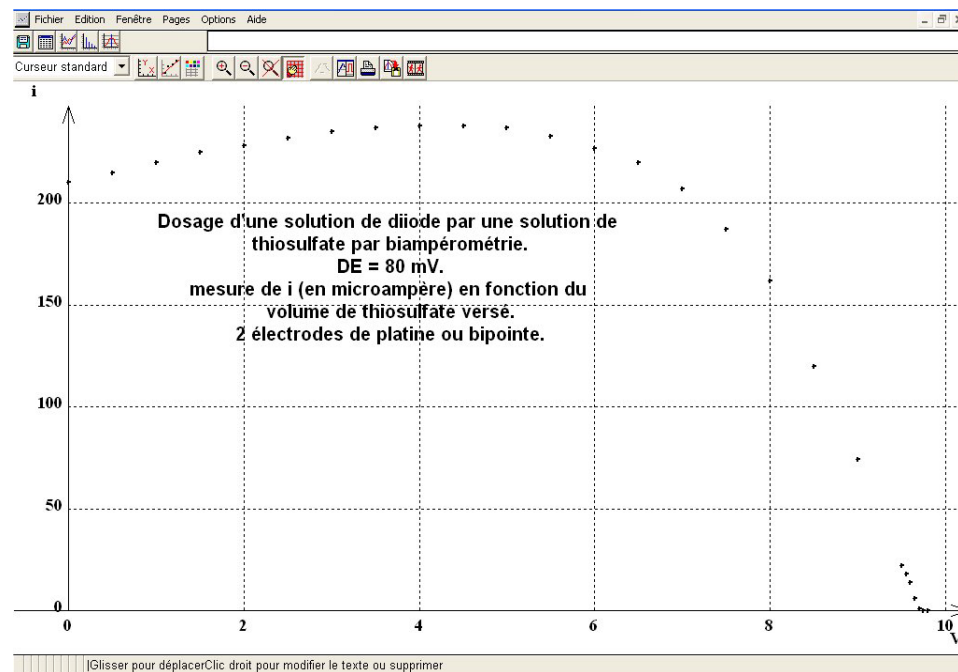 Fichier Edition Fenêtre Pages Options Aide
Curseur standard
i
200
150
100
50
0
Dosage d'une solution de diiode par une solution de
thiosulfate par biampérométrie.
DE = 80 mV.
mesure de i (en microampère) en fonction du
volume de thiosulfate versé.
2 électrodes de platine ou bipointe.
0 2 4 6 8 10
V
Glisser pour déplacerClic droit pour modifier le texte ou supprimer